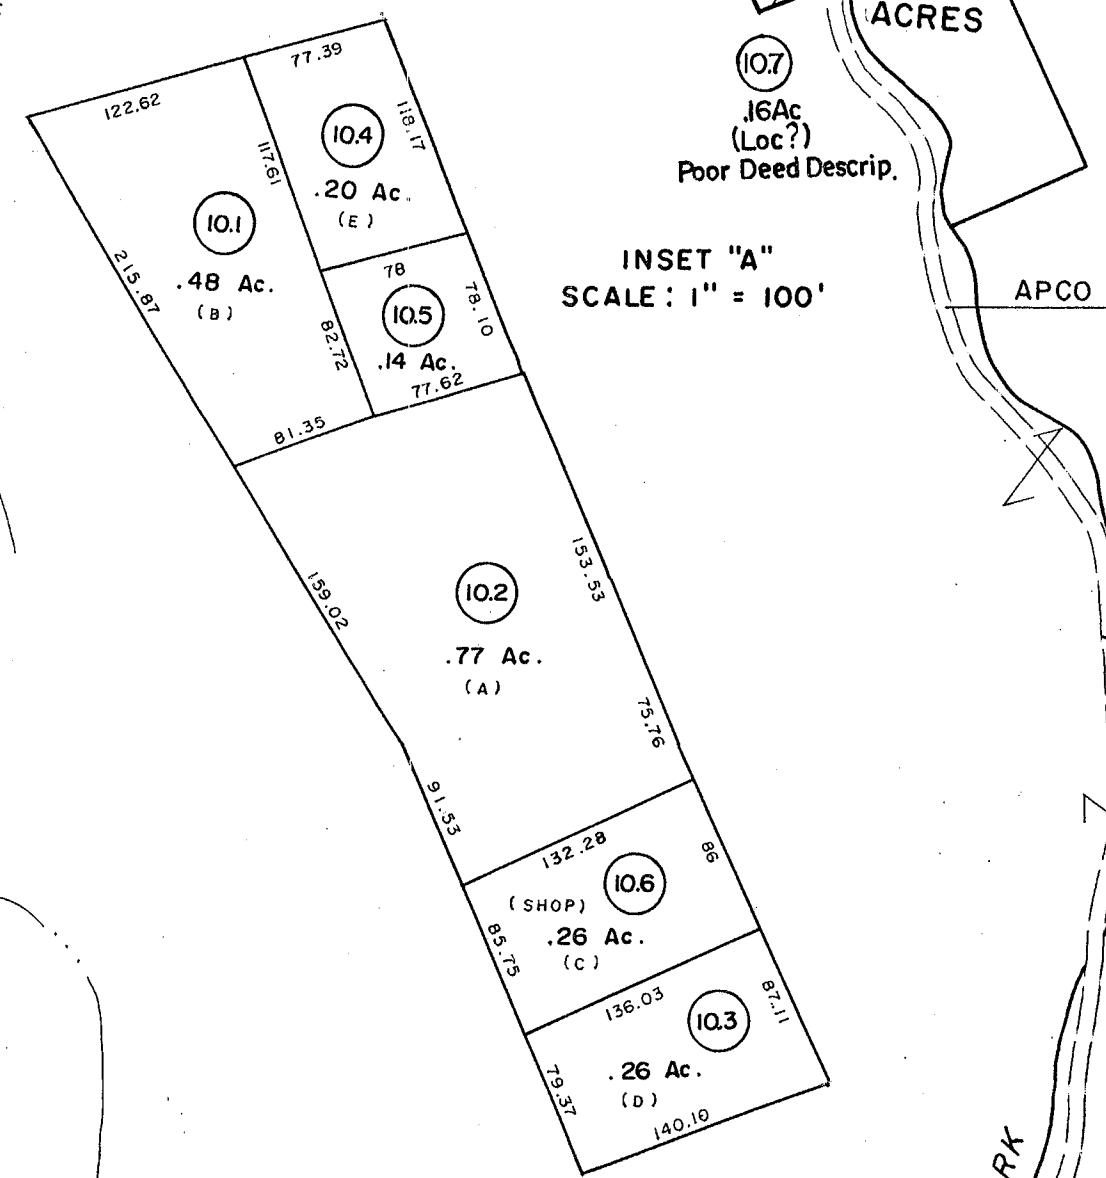 ACRES
10.7
.16Ac
(Loc?)
Poor Deed Descrip.
INSET "A"
SCALE: 1" = 100'
APCO
77.39
122.62
118.17
10.4
117.61
.20 Ac.
(E)
10.1
.48 Ac.
(B)
215.87
78
78.10
10.5
82.72
.14 Ac.
77.62
81.35
153.53
159.02
10.2
.77 Ac.
(A)
75.76
91.53
132.28
86
10.6
(SHOP)
.26 Ac.
(C)
85.75
136.03
87.11
10.3
.26 Ac.
(D)
79.37
140.10
RK